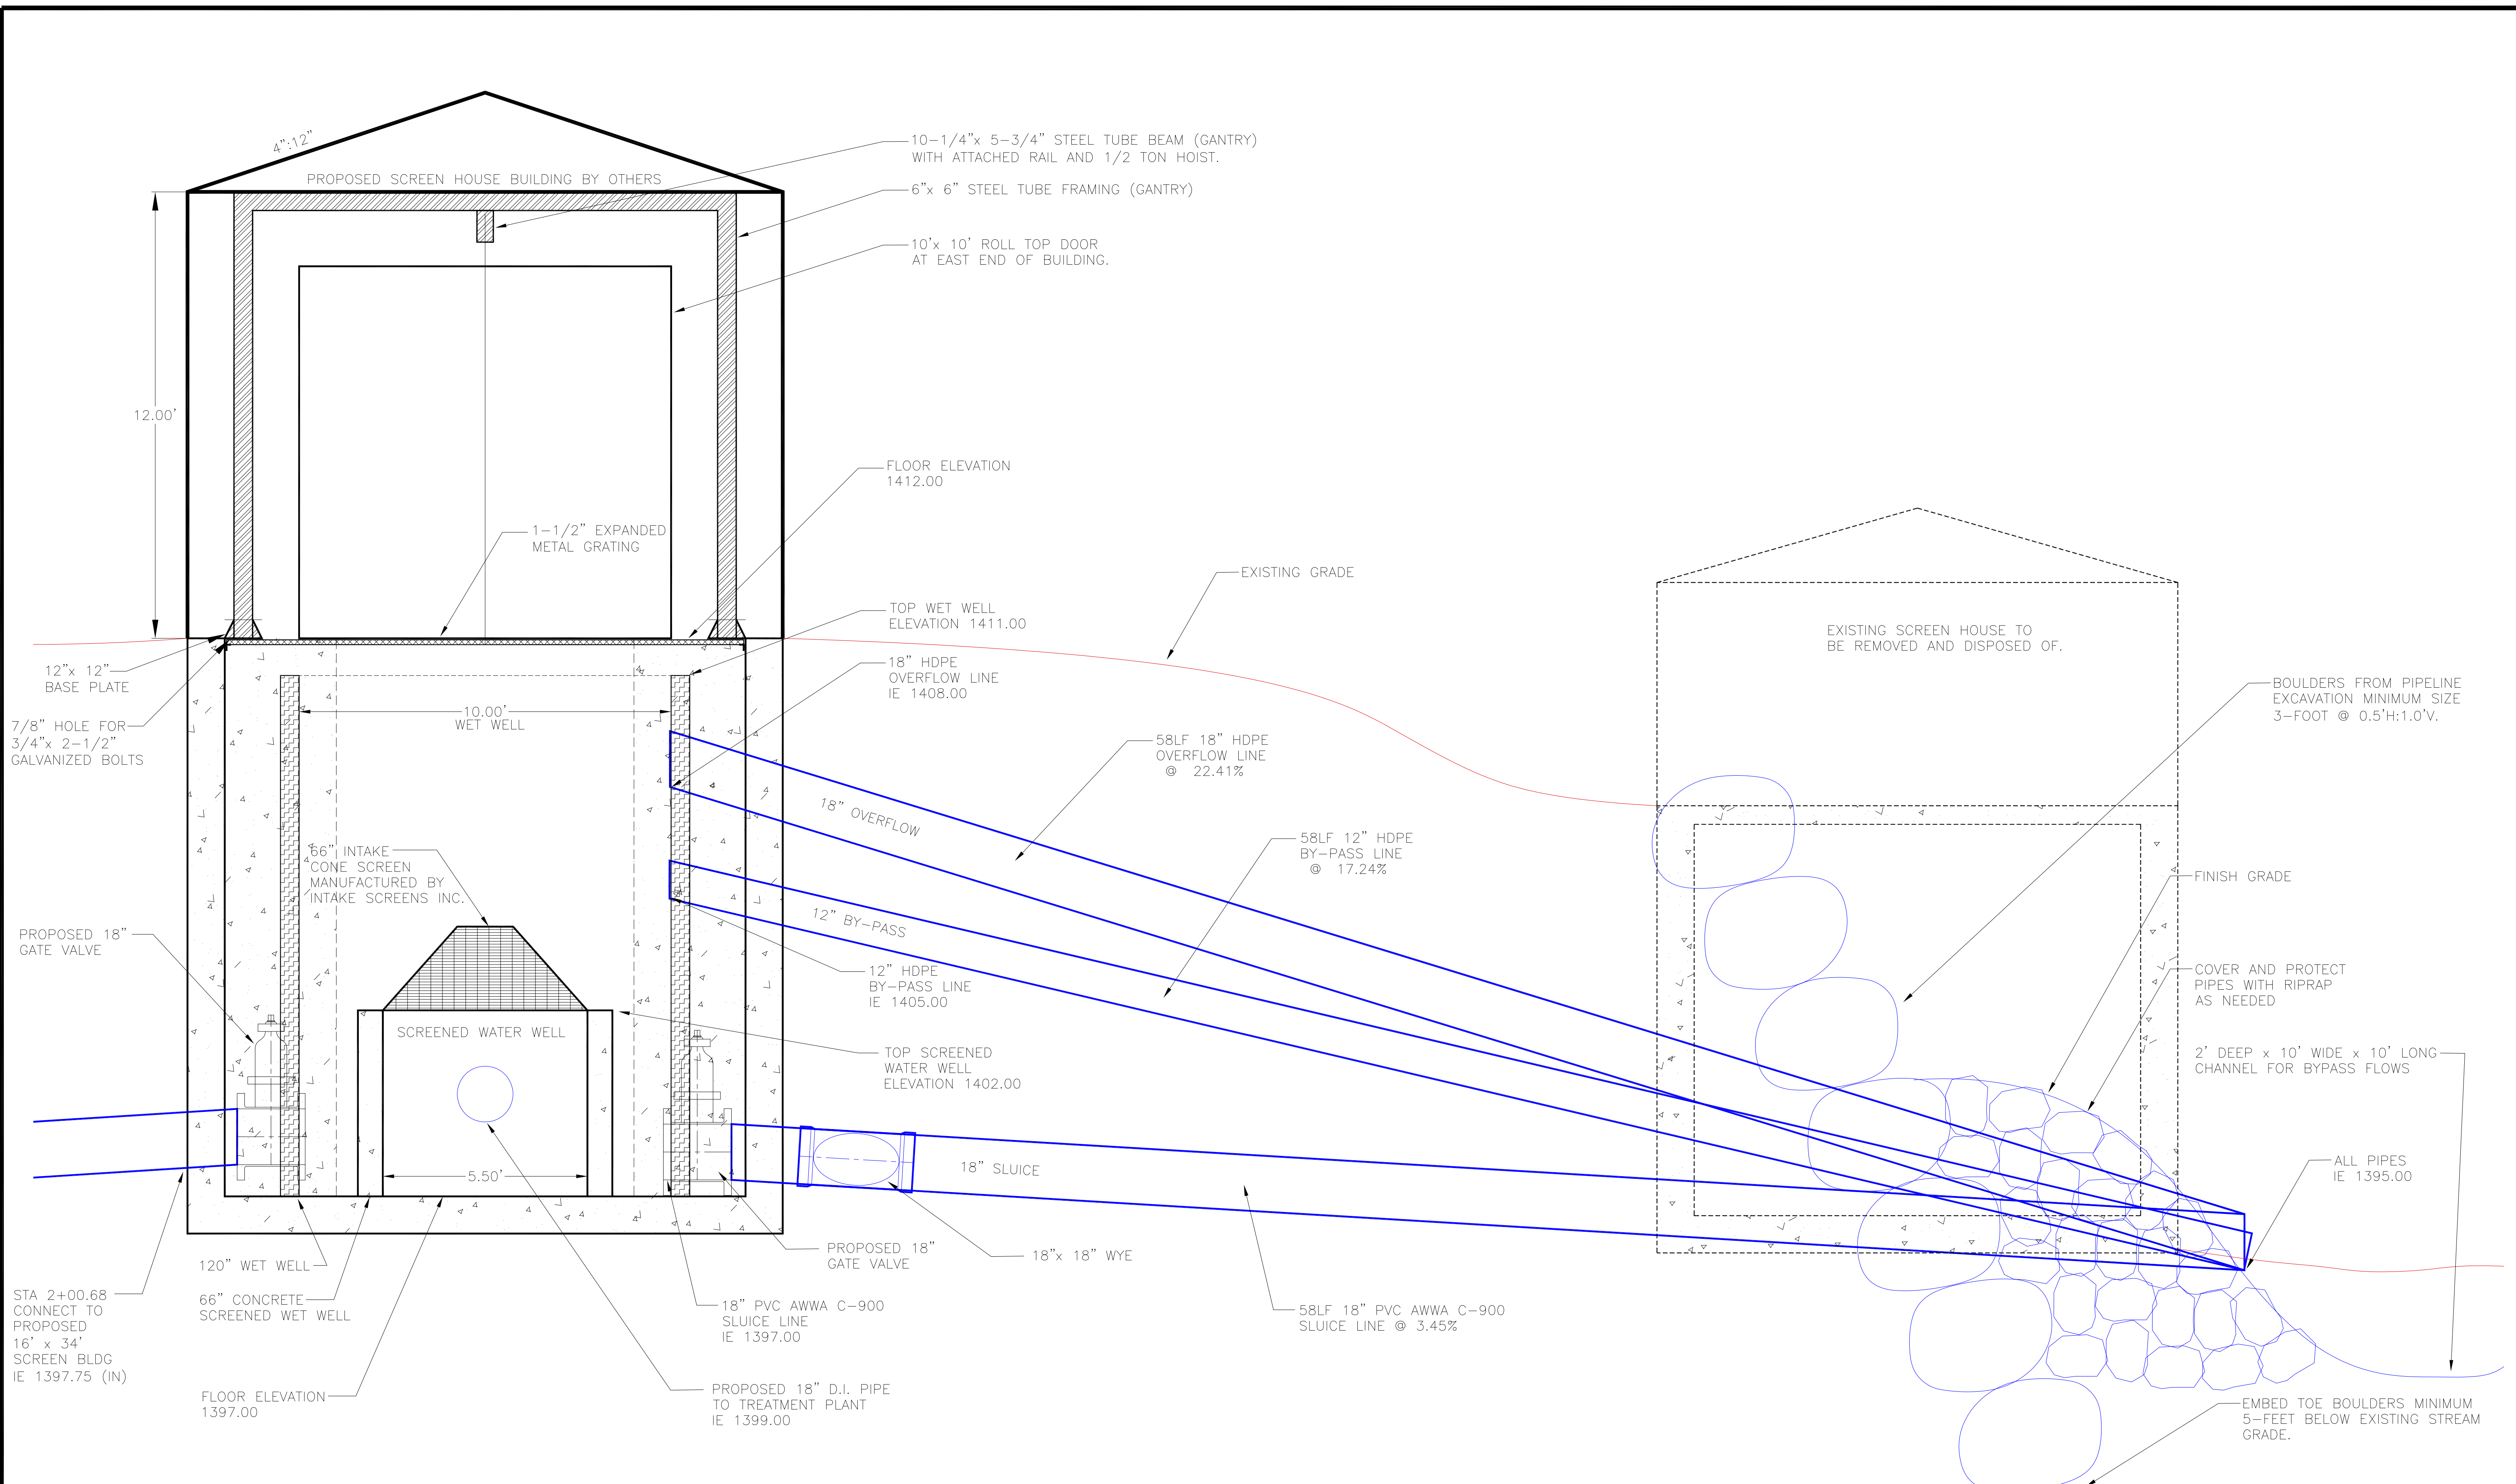 4":12"
PROPOSED SCREEN HOUSE BUILDING BY OTHERS
10-1/4"x 5-3/4" STEEL TUBE BEAM (GANTRY)
WITH ATTACHED RAIL AND 1/2 TON HOIST.
6"x 6" STEEL TUBE FRAMING (GANTRY)
10'x 10' ROLL TOP DOOR
AT EAST END OF BUILDING.
12.00'
FLOOR ELEVATION
1412.00
1-1/2" EXPANDED
METAL GRATING
EXISTING GRADE
TOP WET WELL
ELEVATION 1411.00
EXISTING SCREEN HOUSE TO
BE REMOVED AND DISPOSED OF.
12"x 12"
BASE PLATE
18" HDPE
OVERFLOW LINE
IE 1408.00
BOULDERS FROM PIPELINE
EXCAVATION MINIMUM SIZE
3-FOOT @ 0.5'H:1.0'V.
7/8" HOLE FOR
3/4"x 2-1/2"
GALVANIZED BOLTS
10.00'
WET WELL
58LF 18" HDPE
OVERFLOW LINE
@ 22.41%
18" OVERFLOW
58LF 12" HDPE
BY-PASS LINE
@ 17.24%
66" INTAKE
CONE SCREEN
MANUFACTURED BY
INTAKE SCREENS INC.
FINISH GRADE
12" BY-PASS
PROPOSED 18"
GATE VALVE
12" HDPE
BY-PASS LINE
IE 1405.00
COVER AND PROTECT
PIPES WITH RIPRAP
AS NEEDED
SCREENED WATER WELL
TOP SCREENED
WATER WELL
ELEVATION 1402.00
2' DEEP x 10' WIDE x 10' LONG
CHANNEL FOR BYPASS FLOWS
5.50'
18" SLUICE
ALL PIPES
IE 1395.00
120" WET WELL
PROPOSED 18"
GATE VALVE
18"x 18" WYE
STA 2+00.68
CONNECT TO
PROPOSED
16' x 34'
SCREEN BLDG
IE 1397.75 (IN)
66" CONCRETE
SCREENED WET WELL
18" PVC AWWA C-900
SLUICE LINE
IE 1397.00
58LF 18" PVC AWWA C-900
SLUICE LINE @ 3.45%
FLOOR ELEVATION
1397.00
PROPOSED 18" D.I. PIPE
TO TREATMENT PLANT
IE 1399.00
EMBED TOE BOULDERS MINIMUM
5-FEET BELOW EXISTING STREAM
GRADE.